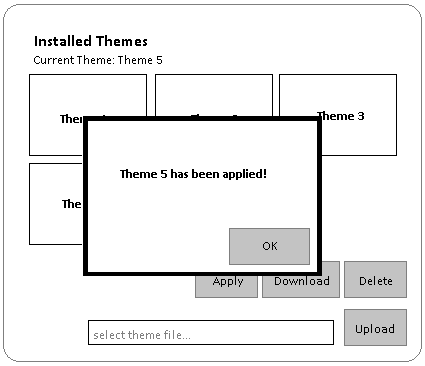 Installed Themes
Current Theme: Theme 5
Theme 3
Theme 5 has been applied!
OK
Apply
Download
Delete
select theme file...
Upload